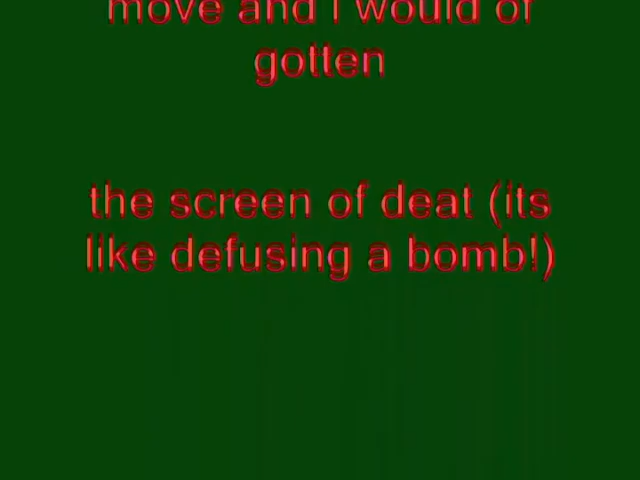 move and i would of
gotten
the screen of deat (its
like defusing a bomb!)